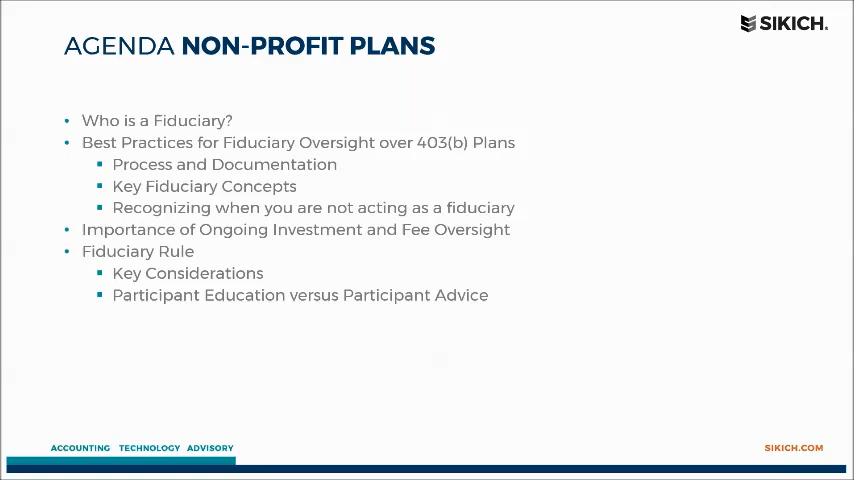 SIKICH.
AGENDA NON-PROFIT PLANS
• Who is a Fiduciary?
• Best Practices for Fiduciary Oversight over 403(b) Plans
▪ Process and Documentation
▪ Key Fiduciary Concepts
▪ Recognizing when you are not acting as a fiduciary
• Importance of Ongoing Investment and Fee Oversight
• Fiduciary Rule
▪ Key Considerations
▪ Participant Education versus Participant Advice
ACCOUNTING TECHNOLOGY ADVISORY
SIKICH.COM